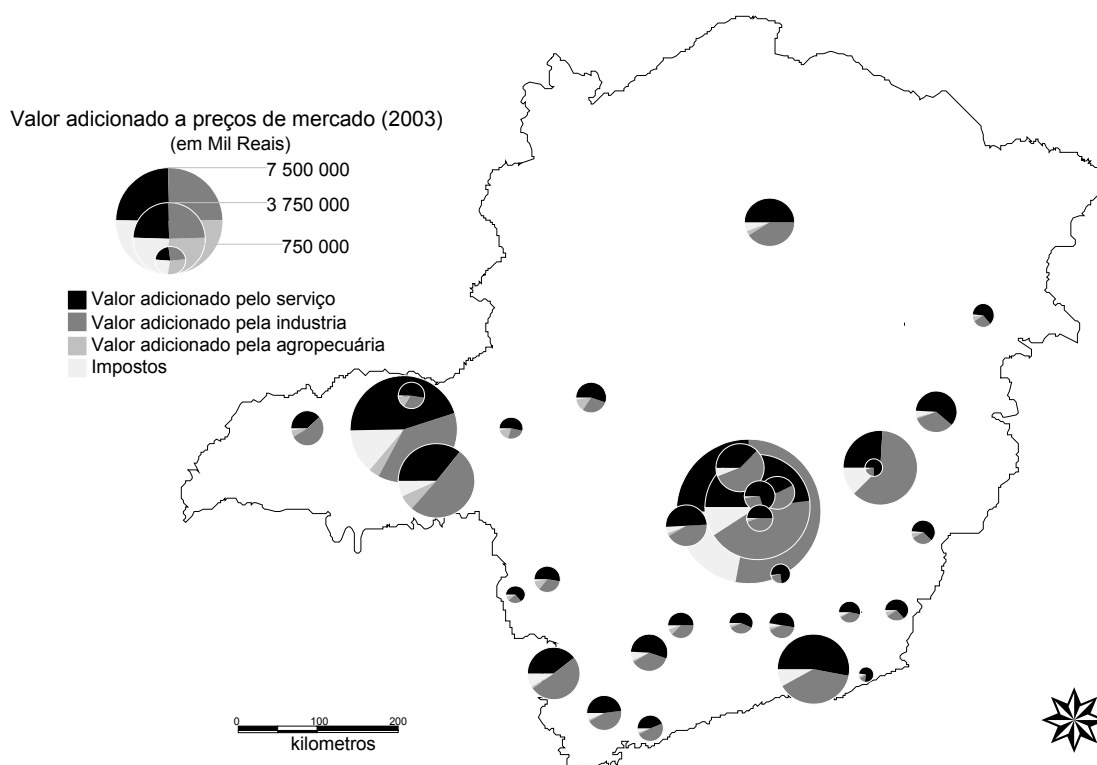 Valor adicionado a preços de mercado (2003)
(em Mil Reais)
7 500 000
3 750 000
750 000
Valor adicionado pelo serviço
Valor adicionado pela industria
Valor adicionado pela agropecuária
Impostos
0 100 200
kilometros